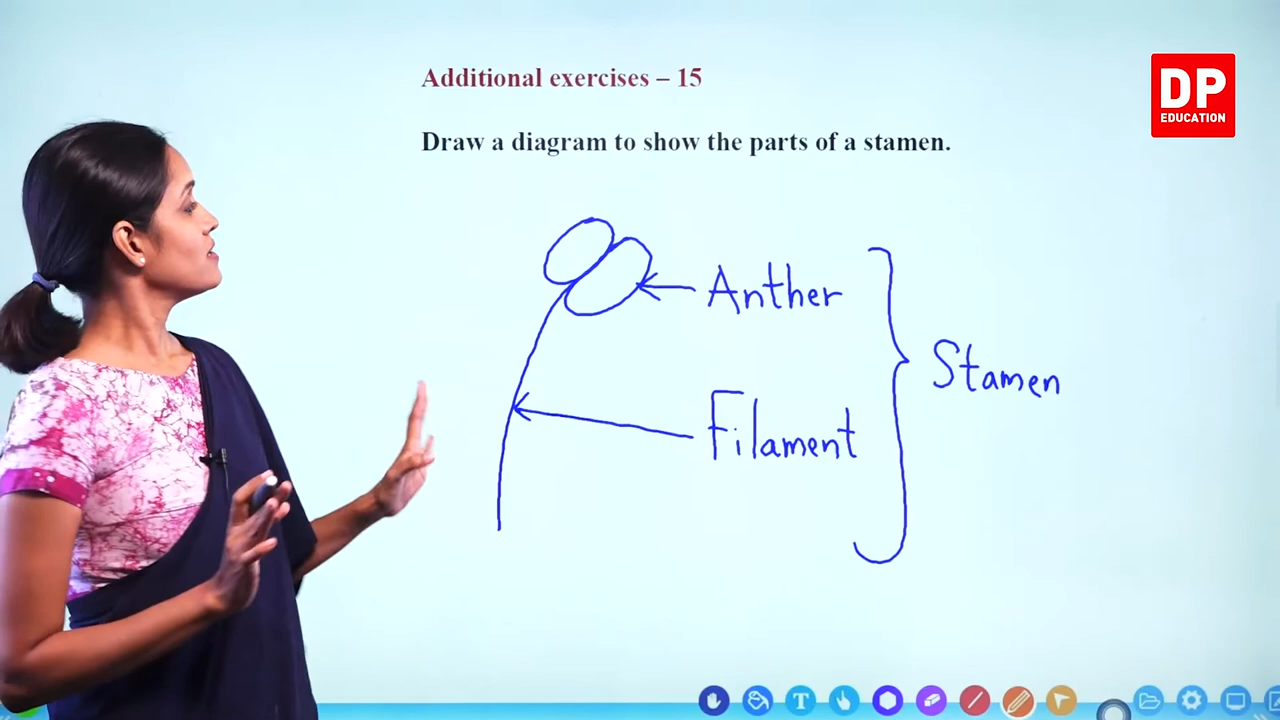 Additional exercises – 15
DP
EDUCATION
Draw a diagram to show the parts of a stamen.
Anther
Filament
Stamen
T